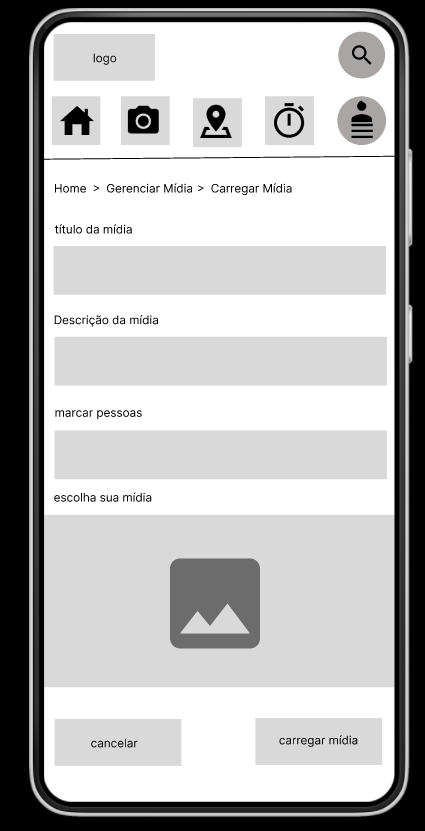 logo
Home > Gerenciar Mídia > Carregar Mídia
título da mídia
Descrição da mídia
marcar pessoas
escolha sua mídia
cancelar
carregar mídia